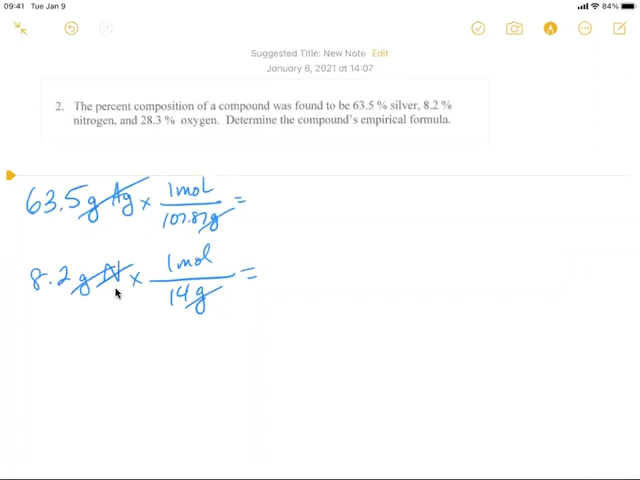 09:41 Tue Jan 9
84%
Suggested Title: New Note Edit
January 8, 2021 at 14:07
2. The percent composition of a compound was found to be 63.5 % silver, 8.2 %
nitrogen, and 28.3 % oxygen. Determine the compound's empirical formula.
63.5 g Ag × 1 mol / 107.87 g =
8.2 g N × 1 mol / 14 g =